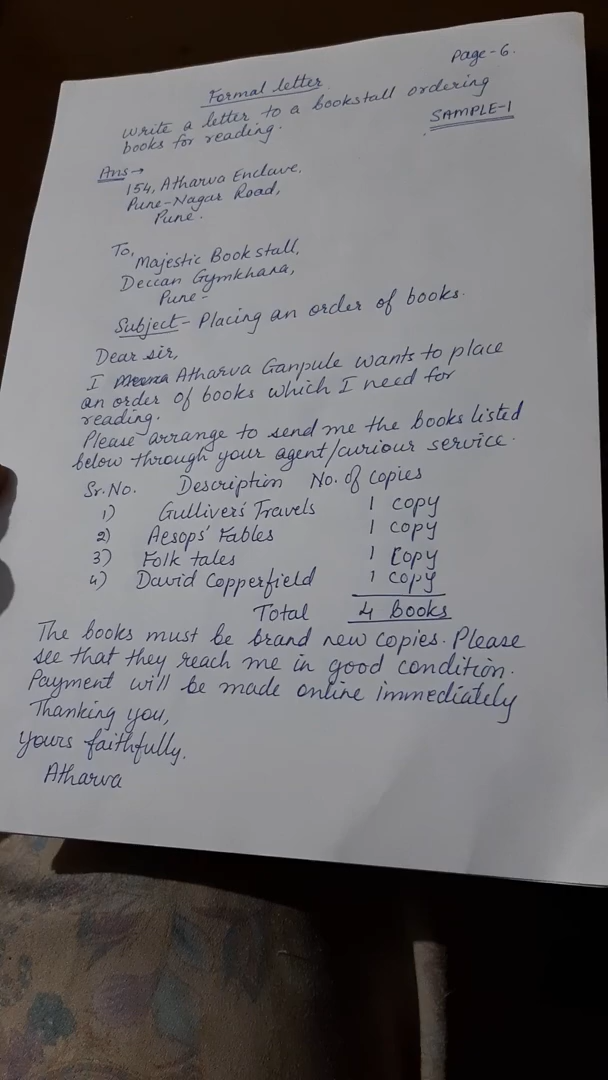 Page-6.
Formal letter
Write a letter to a bookstall ordering
books for reading.
SAMPLE-1
Ans→
154, Atharva Enclave,
Pune-Nagar Road,
Pune.
To,
Majestic Book stall,
Deccan Gymkhana,
Pune-
Subject- Placing an order of books.
Dear sir,
I Atharva Ganpule wants to place
an order of books which I need for
reading.
Please arrange to send me the books listed
below through your agent/curious service.
Sr.No. Description No. of copies
1) Gulliver's Travels 1 copy
2) Aesops' Fables 1 copy
3) Folk tales 1 copy
4) David Copperfield 1 copy
Total 4 books
The books must be brand new copies. Please
see that they reach me in good condition.
Payment will be made online immediately
Thanking you,
yours faithfully.
Atharva